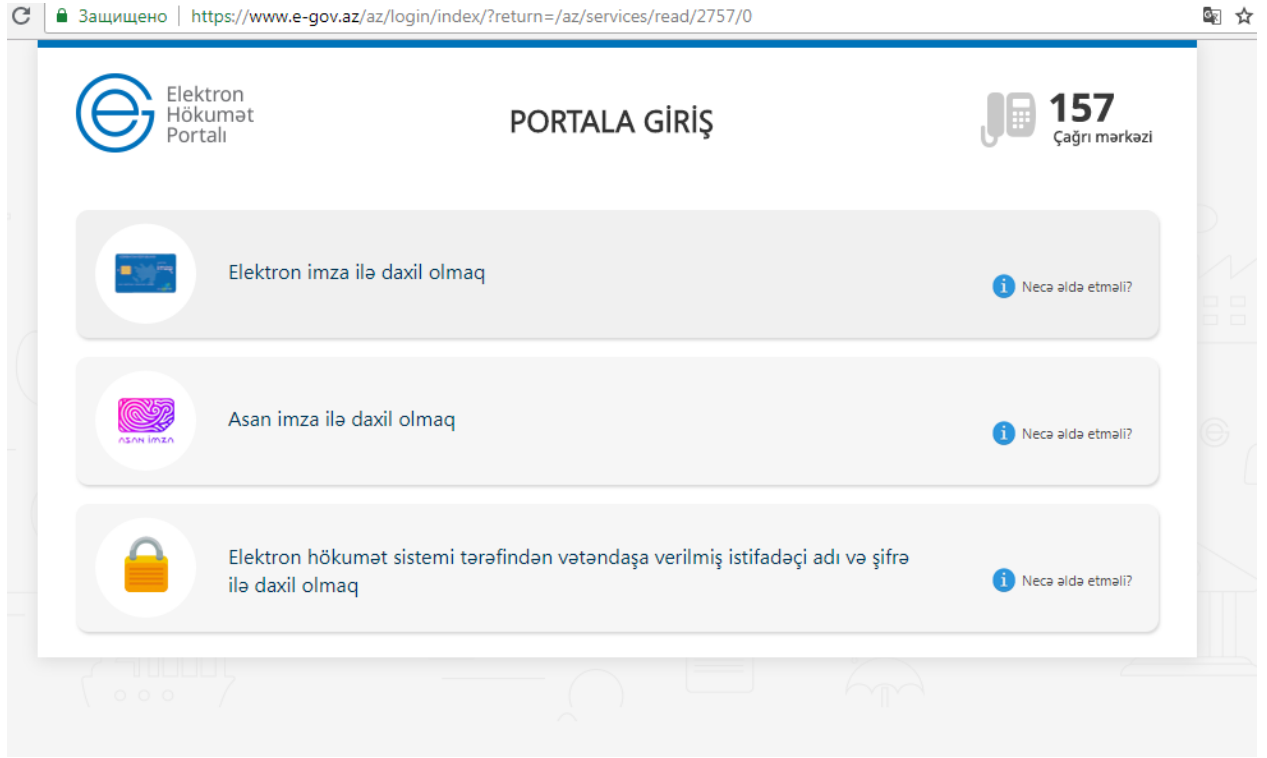 Защищено https://www.e-gov.az/az/login/index/?return=/az/services/read/2757/0
Elektron
Hökumət
Portalı
PORTALA GİRİŞ
157
Çağrı mərkəzi
Elektron imza ilə daxil olmaq
Necə əldə etməli?
ASAN İMZA
Asan imza ilə daxil olmaq
Necə əldə etməli?
Elektron hökumət sistemi tərəfindən vətəndaşa verilmiş istifadəçi adı və şifrə
ilə daxil olmaq
Necə əldə etməli?